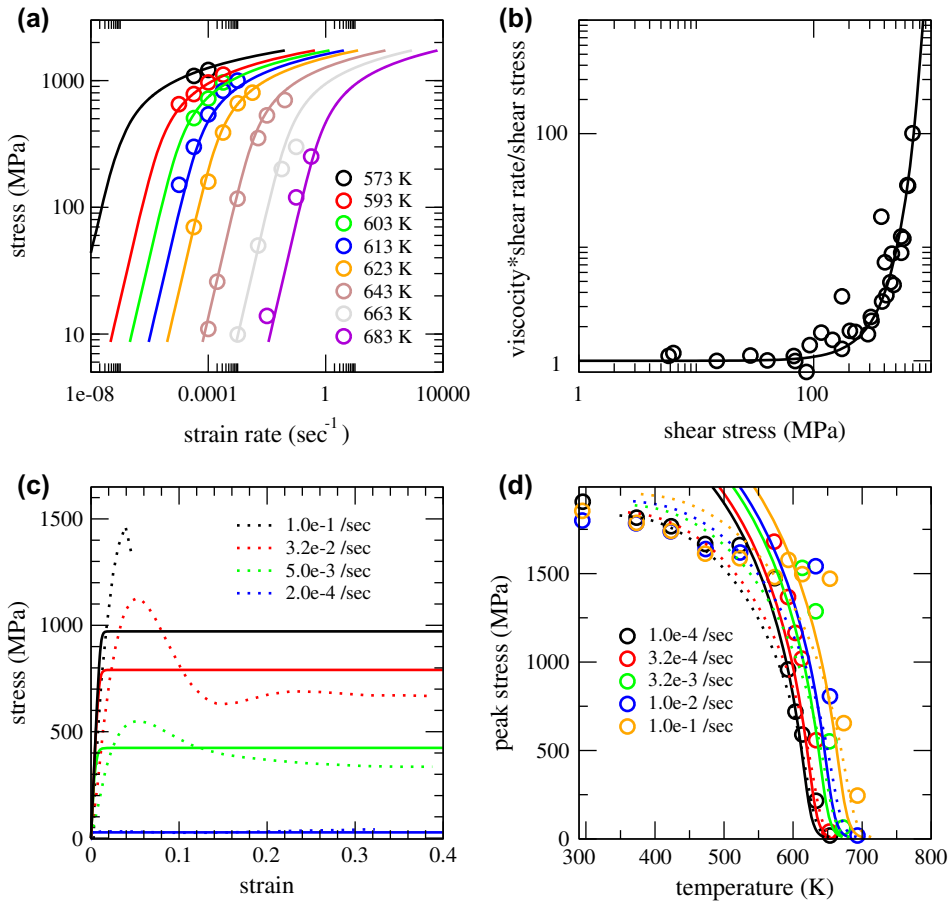 (a)
stress (MPa)
1000
100
10
1e-08
0.0001
1
10000
strain rate (sec⁻¹)
573 K
593 K
603 K
613 K
623 K
643 K
663 K
683 K
(b)
viscocity*shear rate/shear stress
100
1
1
100
shear stress (MPa)
(c)
stress (MPa)
1500
1000
500
0
0
0.1
0.2
0.3
0.4
strain
1.0e-1 /sec
3.2e-2 /sec
5.0e-3 /sec
2.0e-4 /sec
(d)
peak stress (MPa)
1500
1000
500
0
300
400
500
600
700
800
temperature (K)
1.0e-4 /sec
3.2e-4 /sec
3.2e-3 /sec
1.0e-2 /sec
1.0e-1 /sec